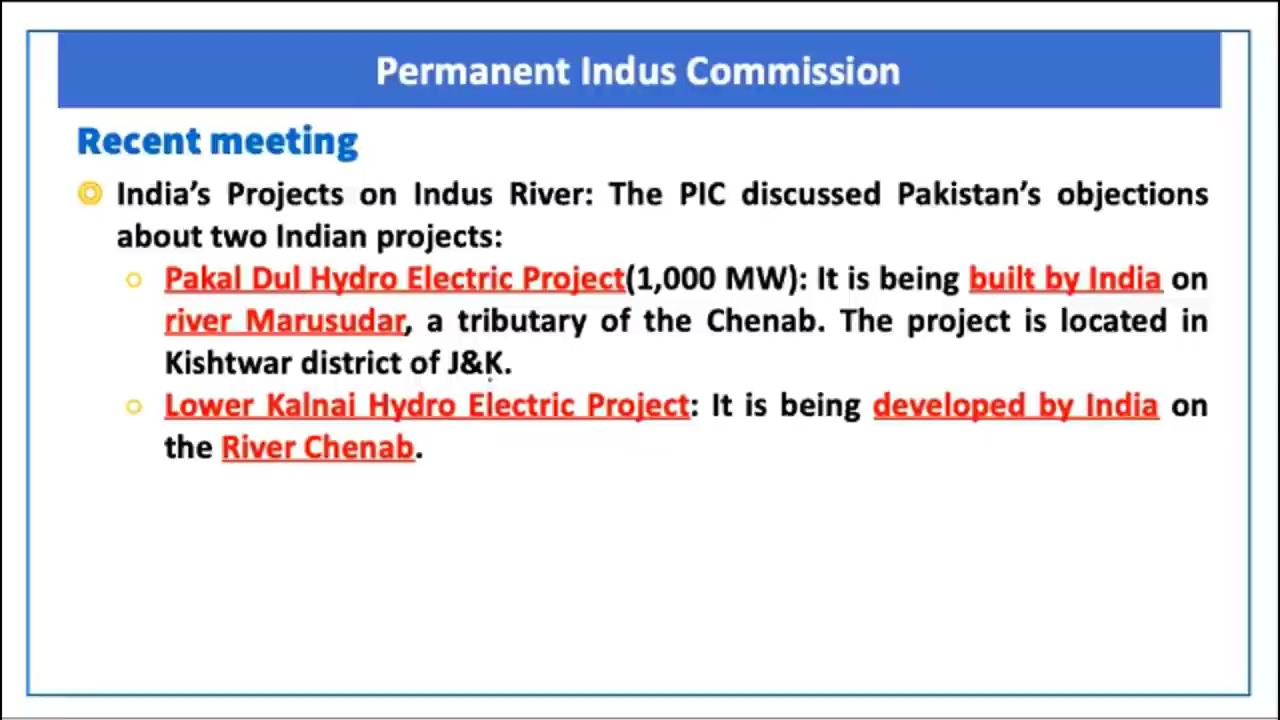 Permanent Indus Commission
Recent meeting
India's Projects on Indus River: The PIC discussed Pakistan's objections
about two Indian projects:
Pakal Dul Hydro Electric Project(1,000 MW): It is being built by India on
river Marusudar, a tributary of the Chenab. The project is located in
Kishtwar district of J&K.
Lower Kalnai Hydro Electric Project: It is being developed by India on
the River Chenab.